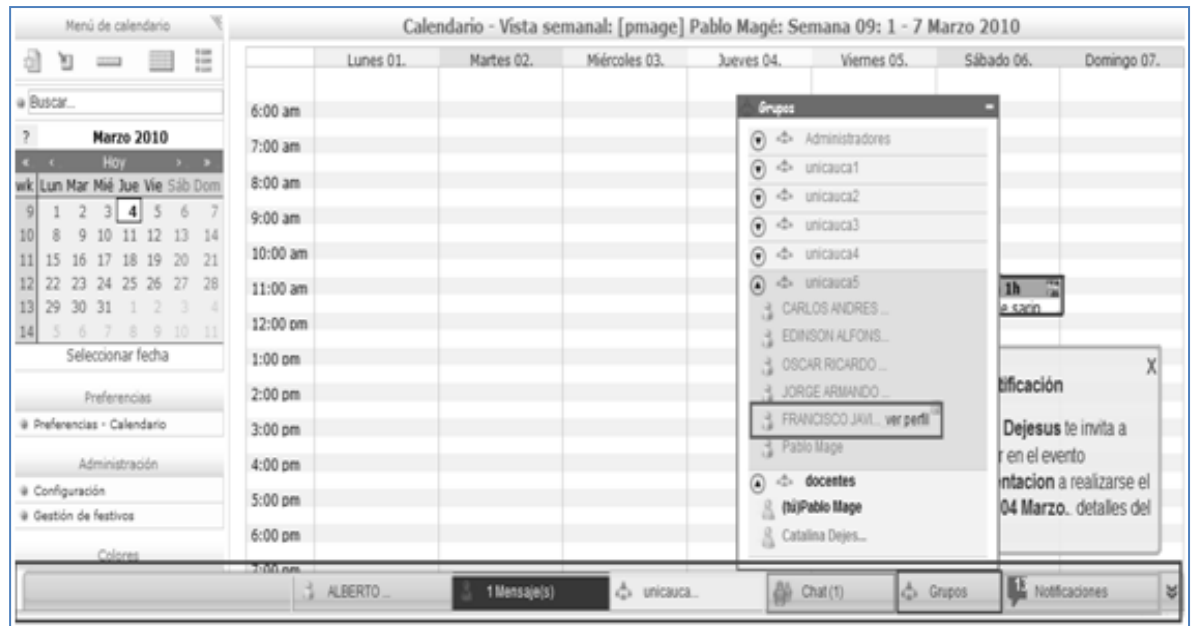 Menú de calendario
Calendario - Vista semanal: [pmage] Pablo Magé: Semana 09: 1 - 7 Marzo 2010
Buscar...
? Marzo 2010
« ‹ Hoy › »
wk Lun Mar Mié Jue Vie Sáb Dom
9 1 2 3 4 5 6 7
10 8 9 10 11 12 13 14
11 15 16 17 18 19 20 21
12 22 23 24 25 26 27 28
13 29 30 31 1 2 3 4
14 5 6 7 8 9 10 11
Seleccionar fecha
Preferencias
Preferencias - Calendario
Administración
Configuración
Gestión de festivos
Colores
Lunes 01. Martes 02. Miércoles 03. Jueves 04. Viernes 05. Sábado 06. Domingo 07.
6:00 am
7:00 am
8:00 am
9:00 am
10:00 am
11:00 am
12:00 pm
1:00 pm
2:00 pm
3:00 pm
4:00 pm
5:00 pm
6:00 pm
7:00 pm
Grupos
Administradores
unicauca1
unicauca2
unicauca3
unicauca4
unicauca5
CARLOS ANDRES ...
EDINSON ALFONS...
OSCAR RICARDO ...
JORGE ARMANDO ...
FRANCISCO JAVI... ver perfil
Pablo Mage
docentes
(tú)Pablo Mage
Catalina Dejes...
1h
e sarin
X
tificación
Dejesus te invita a
r en el evento
entacion a realizarse el
04 Marzo.. detalles del
ALBERTO ... 1 Mensaje(s) unicauca... Chat (1) Grupos Notificaciones